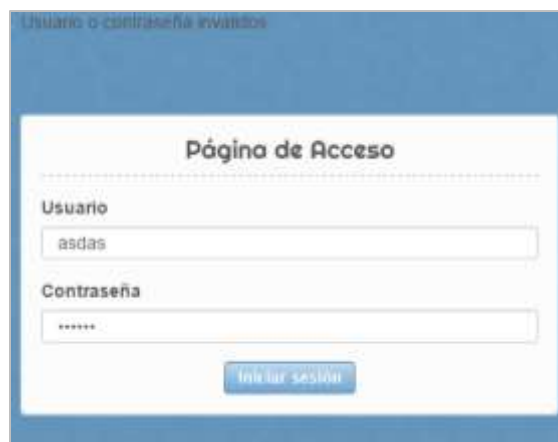 Usuario o contraseña invalidos
Página de Acceso
Usuario
asdas
Contraseña
••••••
Iniciar sesión